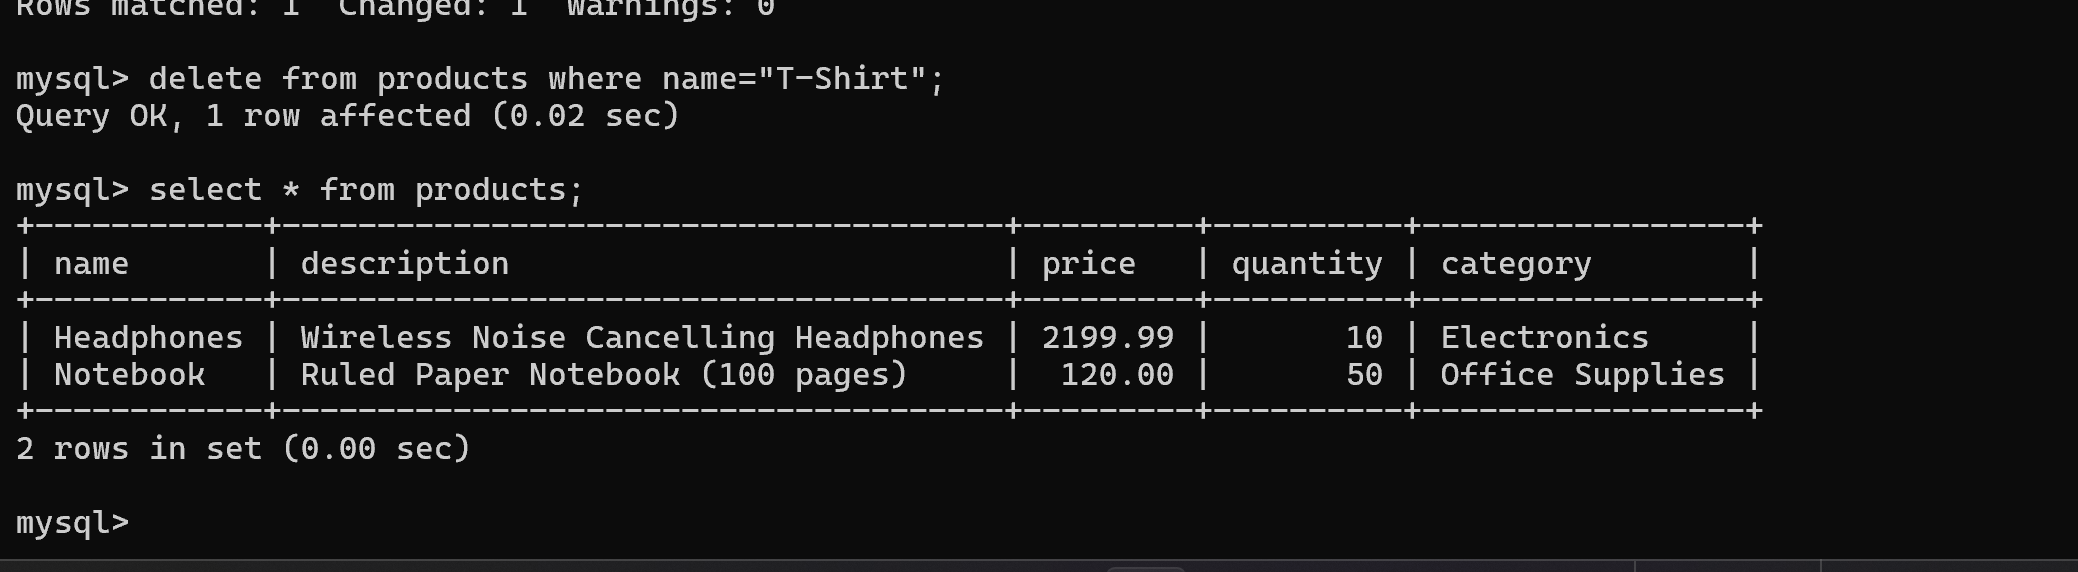 Rows matched: 1  Changed: 1  Warnings: 0
mysql> delete from products where name="T-Shirt";
Query OK, 1 row affected (0.02 sec)
mysql> select * from products;
+------------+--------------------------------------+---------+----------+-----------------+
| name       | description                          | price   | quantity | category        |
+------------+--------------------------------------+---------+----------+-----------------+
| Headphones | Wireless Noise Cancelling Headphones | 2199.99 |       10 | Electronics     |
| Notebook   | Ruled Paper Notebook (100 pages)     |  120.00 |       50 | Office Supplies |
+------------+--------------------------------------+---------+----------+-----------------+
2 rows in set (0.00 sec)
mysql>